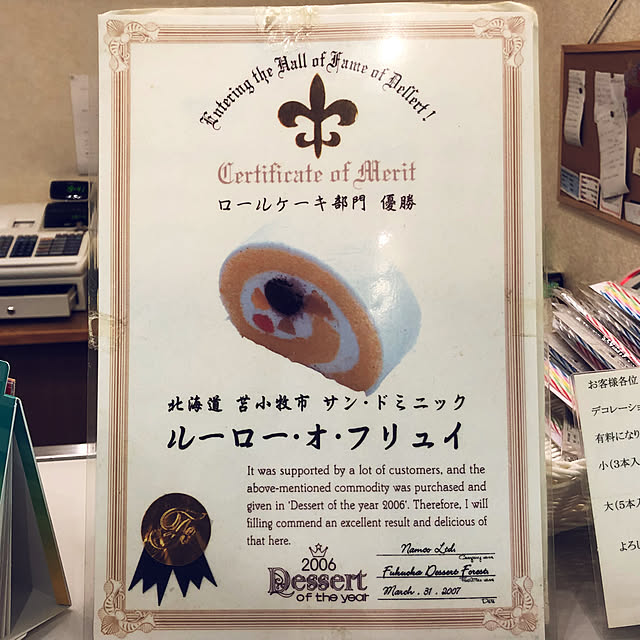 Entering the Hall of Fame of Dessert!
Certificate of Merit
ロールケーキ部門 優勝
北海道 苫小牧市 サン・ドミニック
ルーロー・オ・フリュイ
It was supported by a lot of customers, and the
above-mentioned commodity was purchased and
given in 'Dessert of the year 2006'. Therefore, I will
filling commend an excellent result and delicious of
that here.
2006
Dessert
of the year
Namco Ltd.
Fukuoka Dessert Forest
March. 31. 2007
Date
お客様各位
デコレーショ
有料になり
小(3本入
大(5本入
よろし